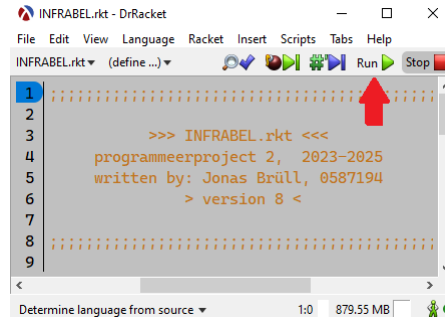 INFRABEL.rkt - DrRacket
File Edit View Language Racket Insert Scripts Tabs Help
INFRABEL.rkt (define ...) Run Stop
1 ;;;;;;;;;;;;;;;;;;;;;;;;;;;;;;;;;;;;;;;;;;;
2
3 >>> INFRABEL.rkt <<<
4 programmeerproject 2, 2023-2025
5 written by: Jonas Brüll, 0587194
6 > version 8 <
7
8 ;;;;;;;;;;;;;;;;;;;;;;;;;;;;;;;;;;;;;;;;;;;
9
Determine language from source 1:0 879.55 MB